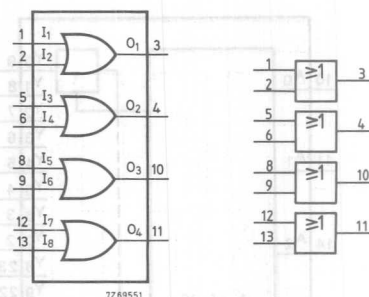 1 I₁ O₁ 3
2 I₂
5 I₃ O₂ 4
6 I₄
8 I₅ O₃ 10
9 I₆
12 I₇ O₄ 11
13 I₈
7Z69551
1 ≥1 3
2
5 ≥1 4
6
8 ≥1 10
9
12 ≥1 11
13